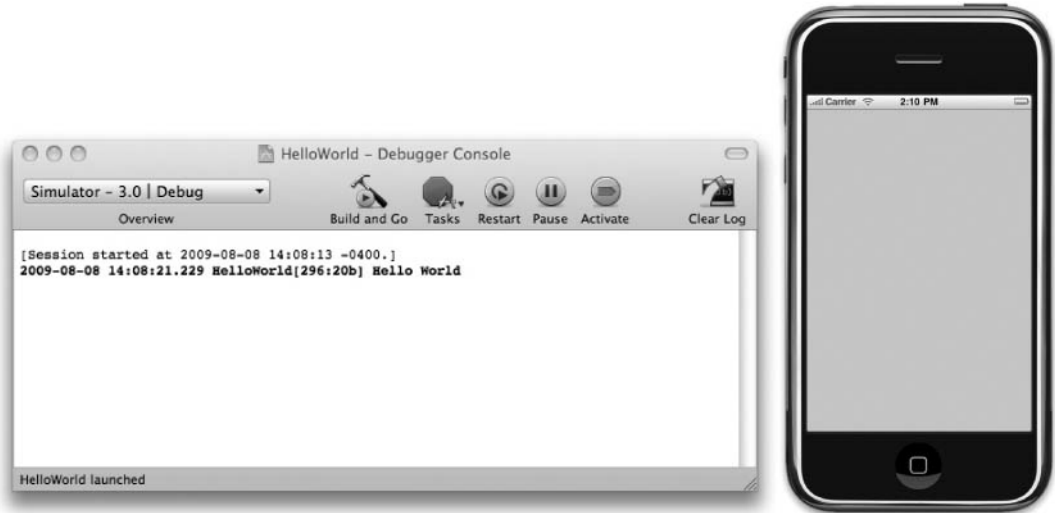 HelloWorld – Debugger Console
Simulator – 3.0 | Debug
Overview
Build and Go
Tasks
Restart
Pause
Activate
Clear Log
[Session started at 2009-08-08 14:08:13 -0400.]
2009-08-08 14:08:21.229 HelloWorld[296:20b] Hello World
HelloWorld launched
Carrier
2:10 PM